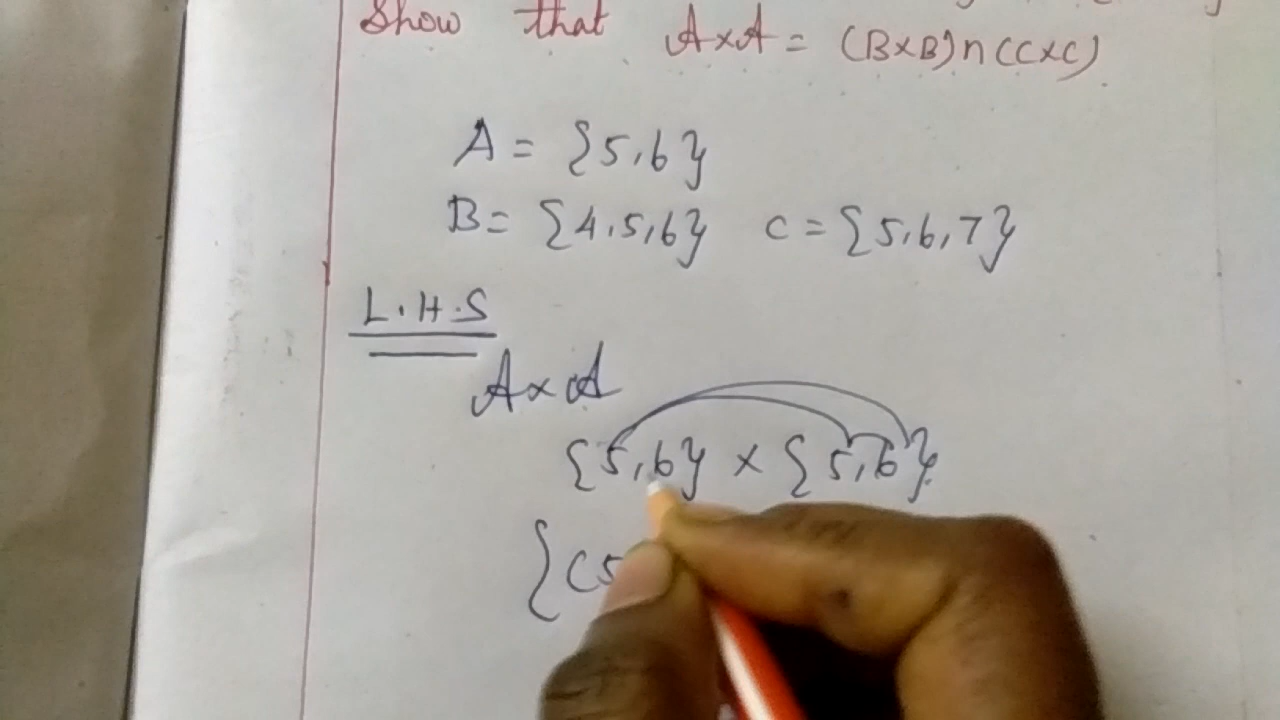 Show that A×A = (B×B)∩(C×C)
A = {5,6}
B = {4,5,6} C = {5,6,7}
L.H.S
A×A
{5,6} × {5,6}
{(5